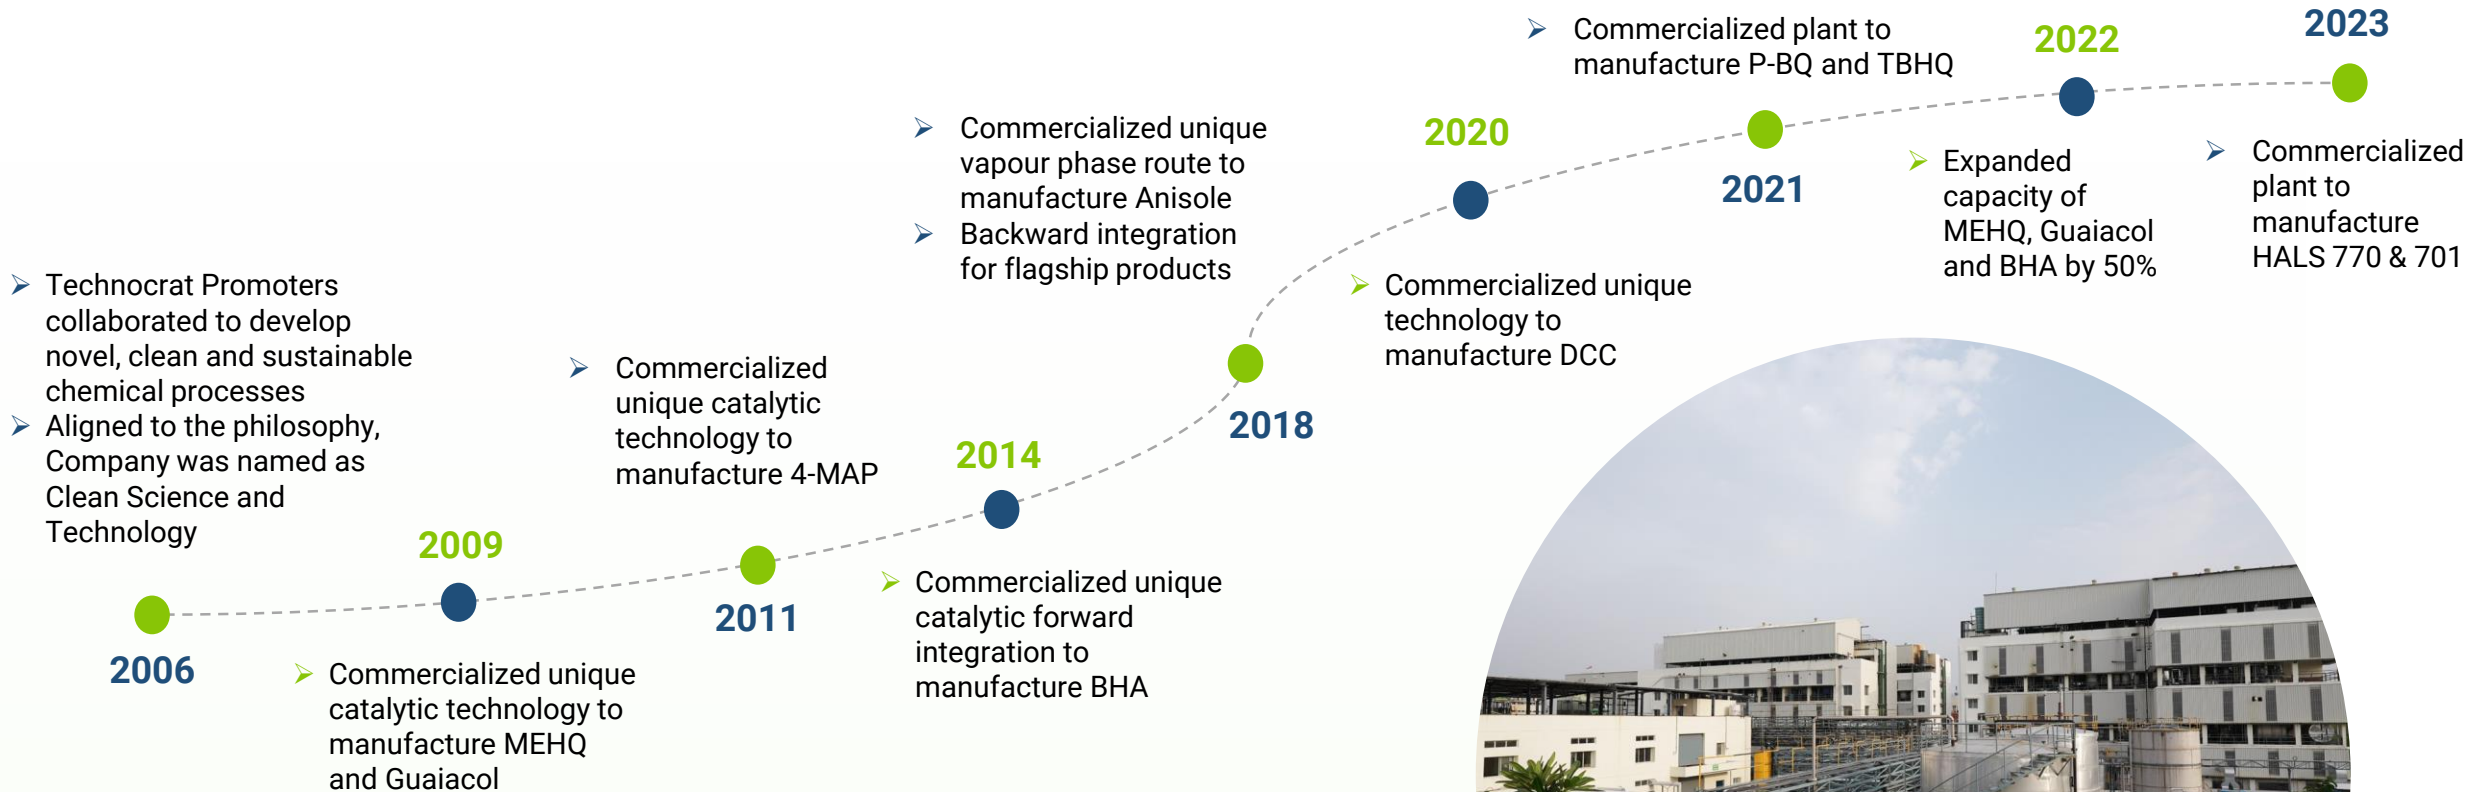 Technocrat Promoters
collaborated to develop
novel, clean and sustainable
chemical processes
Aligned to the philosophy,
Company was named as
Clean Science and
Technology
2006
2009
Commercialized unique
catalytic technology to
manufacture MEHQ
and Guaiacol
Commercialized
unique catalytic
technology to
manufacture 4-MAP
2011
2014
Commercialized unique
catalytic forward
integration to
manufacture BHA
Commercialized unique
vapour phase route to
manufacture Anisole
Backward integration
for flagship products
2018
2020
Commercialized unique
technology to
manufacture DCC
Commercialized plant to
manufacture P-BQ and TBHQ
2021
2022
Expanded
capacity of
MEHQ, Guaiacol
and BHA by 50%
2023
Commercialized
plant to
manufacture
HALS 770 & 701